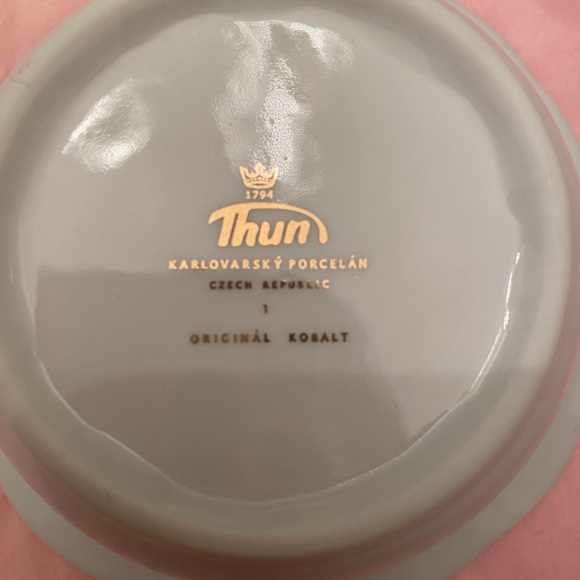 1794
Thun
KARLOVARSKÝ PORCELÁN
CZECH REPUBLIC
1
ORIGINÁL KOBALT